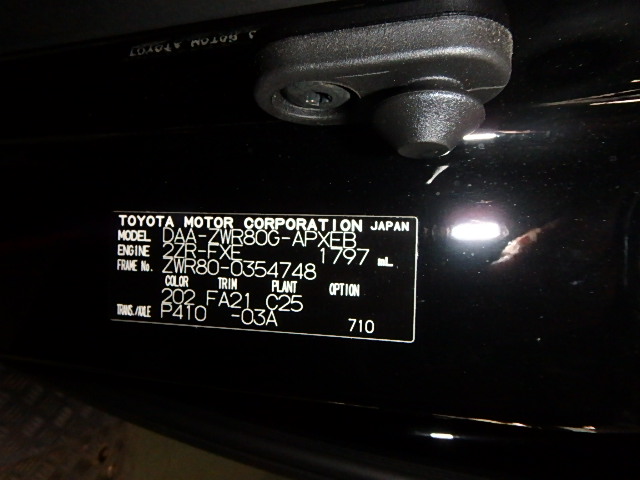 TOYOTA MOTOR CORPORATION JAPAN
MODEL DAA-ZWR80G-APXEB
ENGINE 2ZR-FXE 1797 mL
FRAME No. ZWR80-0354748
COLOR TRIM PLANT OPTION
202 FA21 C25
TRANS./AXLE P410 -03A 710